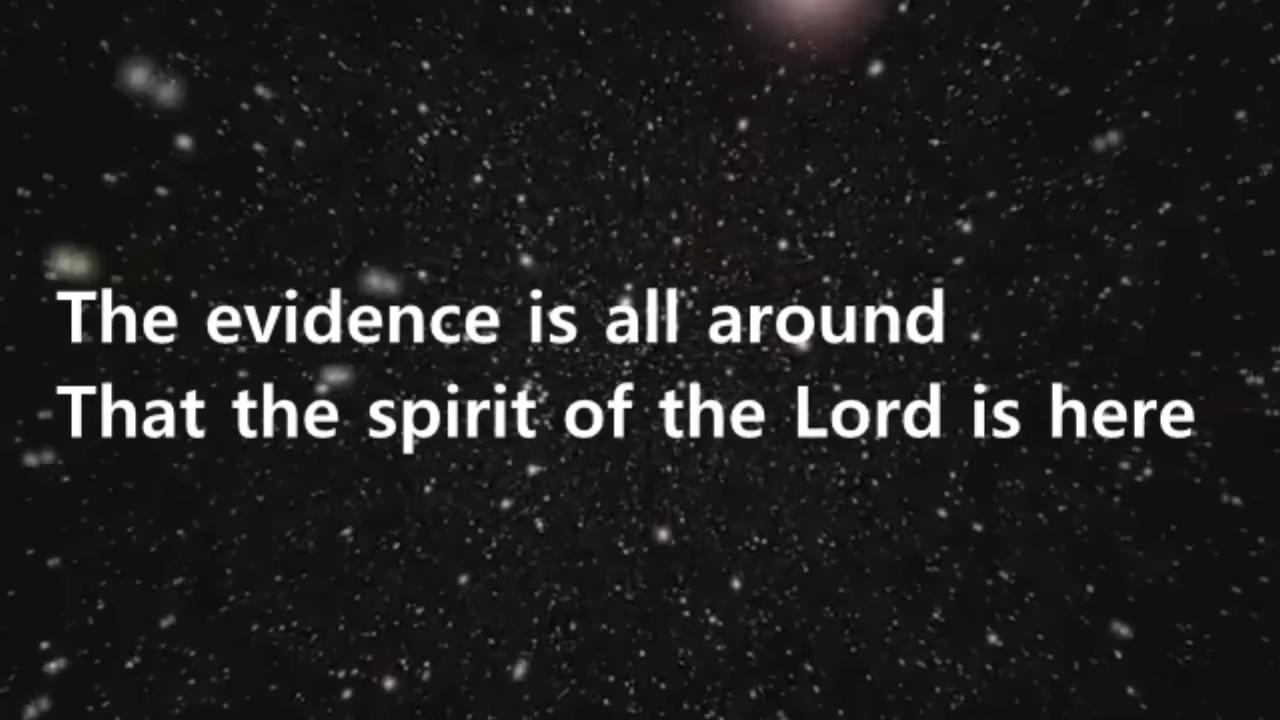 The evidence is all around
That the spirit of the Lord is here